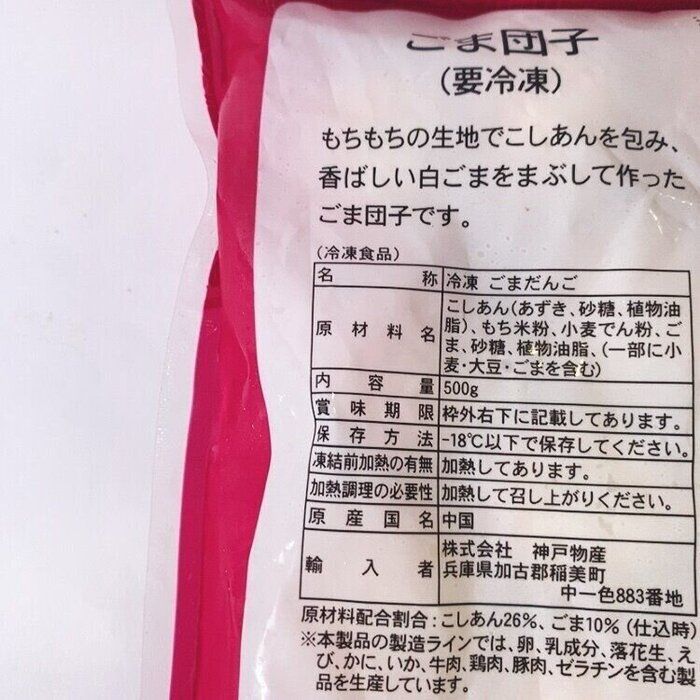 ごま団子
(要冷凍)
もちもちの生地でこしあんを包み、
香ばしい白ごまをまぶして作った
ごま団子です。
(冷凍食品)
名称 冷凍 ごまだんご
原材料名 こしあん(あずき、砂糖、植物油
脂)、もち米粉、小麦でん粉、ご
ま、砂糖、植物油脂、(一部に小
麦・大豆・ごまを含む)
内容量 500g
賞味期限 枠外右下に記載してあります。
保存方法 -18℃以下で保存してください。
凍結前加熱の有無 加熱してあります。
加熱調理の必要性 加熱して召し上がりください。
原産国名 中国
輸入者 株式会社 神戸物産
兵庫県加古郡稲美町
中一色883番地
原材料配合割合:こしあん26%、ごま10%(仕込時)
※本製品の製造ラインでは、卵、乳成分、落花生、え
び、かに、いか、牛肉、鶏肉、豚肉、ゼラチンを含む製
品を生産しています。